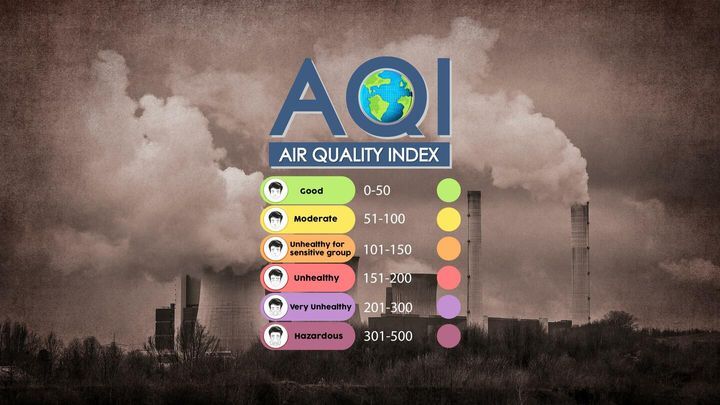 AQI
AIR QUALITY INDEX
Good 0-50
Moderate 51-100
Unhealthy for
sensitive group 101-150
Unhealthy 151-200
Very Unhealthy 201-300
Hazardous 301-500